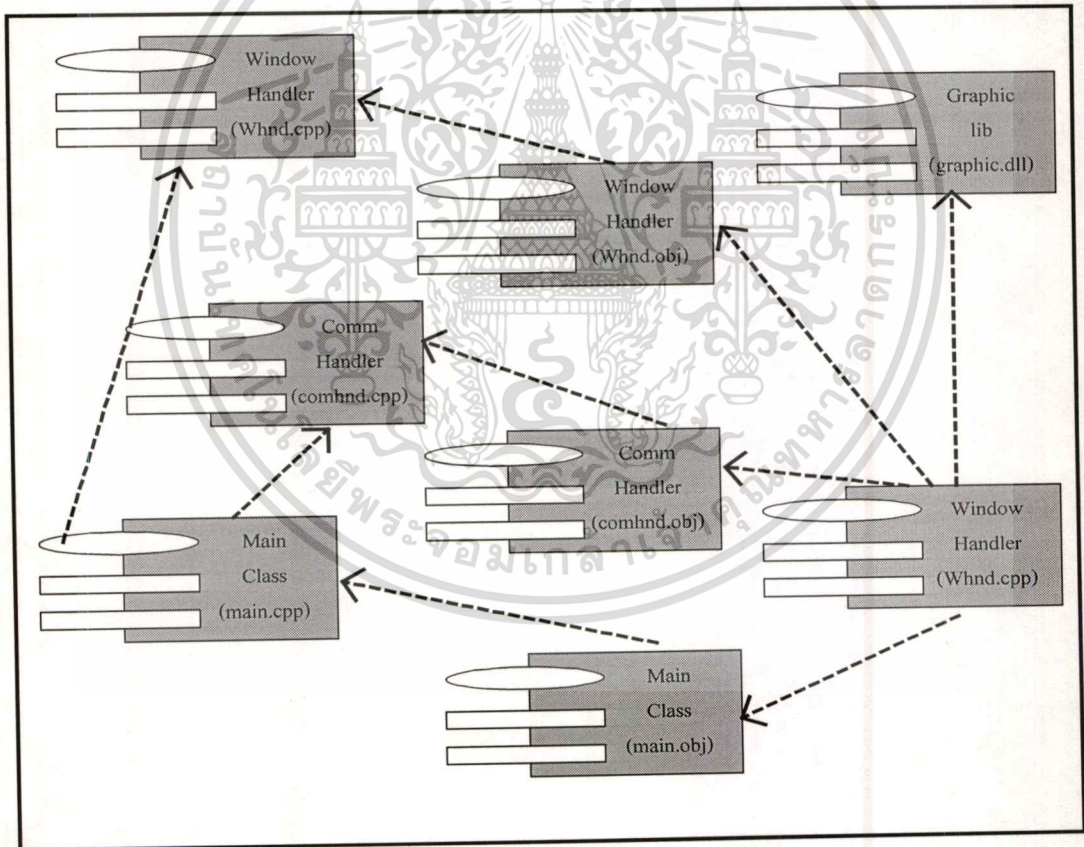 Window
Handler
(Whnd.cpp)
Graphic
lib
(graphic.dll)
Window
Handler
(Whnd.obj)
Comm
Handler
(comhnd.cpp)
Comm
Handler
(comhnd.obj)
Window
Handler
(Whnd.cpp)
Main
Class
(main.cpp)
Main
Class
(main.obj)